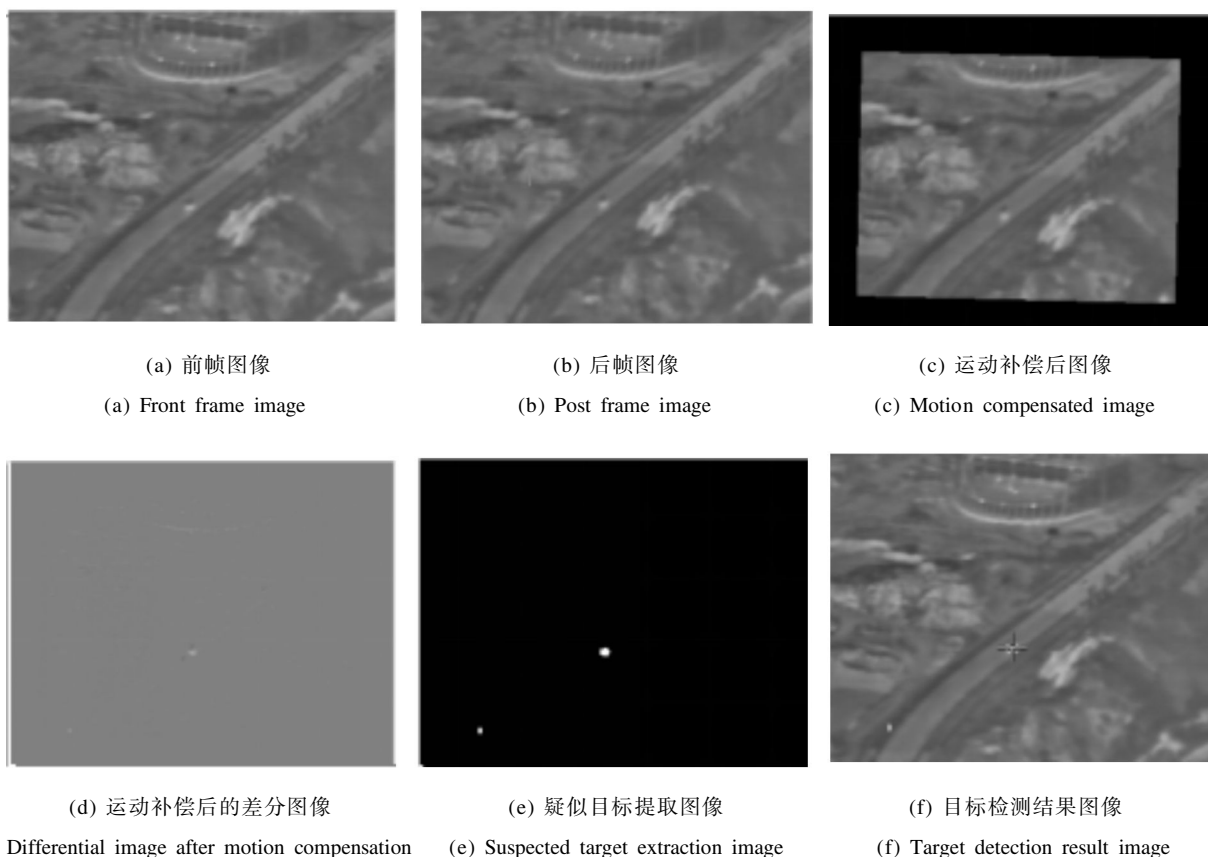 (a) 前帧图像
(b) 后帧图像
(c) 运动补偿后图像
(a) Front frame image
(b) Post frame image
(c) Motion compensated image
(d) 运动补偿后的差分图像
(e) 疑似目标提取图像
(f) 目标检测结果图像
Differential image after motion compensation
(e) Suspected target extraction image
(f) Target detection result image